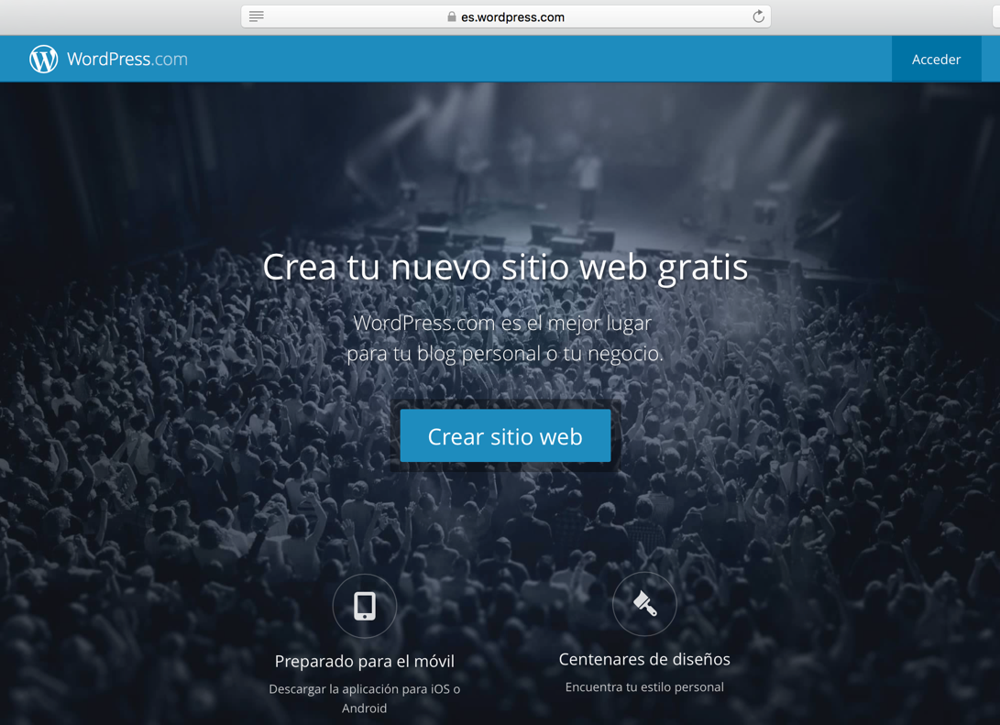 es.wordpress.com
WordPress.com
Acceder
Crea tu nuevo sitio web gratis
WordPress.com es el mejor lugar
para tu blog personal o tu negocio.
Crear sitio web
Preparado para el móvil
Descargar la aplicación para iOS o
Android
Centenares de diseños
Encuentra tu estilo personal